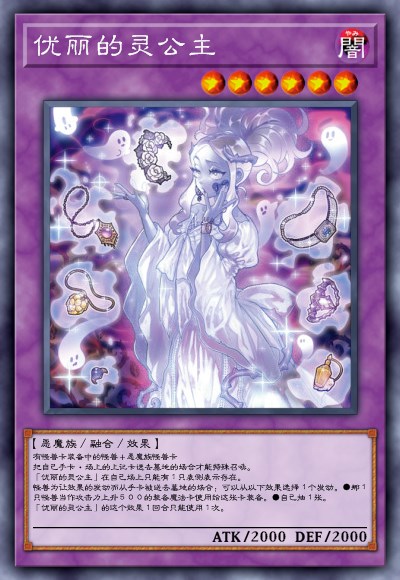 优丽的灵公主
やみ
闇
【恶魔族／融合／效果】
有怪兽卡装备中的怪兽＋恶魔族怪兽
把自己手卡·场上的上记卡送去墓地的场合才能特殊召唤。
「优丽的灵公主」在自己场上只能有1只表侧表示存在。
怪兽为让效果的发动而从手卡被送去墓地的场合，可以从以下效果选择1个发动。●那1
只怪兽当作攻击力上升500的装备魔法卡使用给这张卡装备。●自己抽1张。
「优丽的灵公主」的这个效果1回合只能使用1次。
ATK/2000 DEF/2000